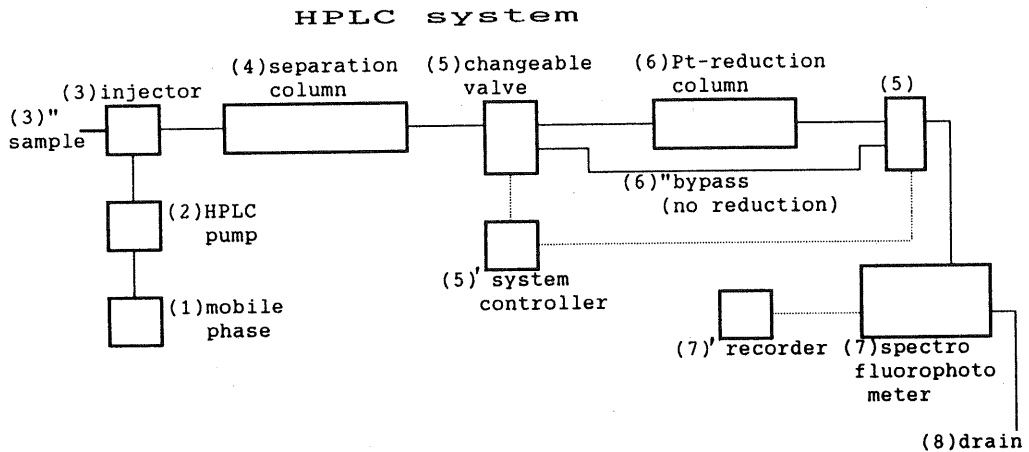 HPLC system
(3)"
sample
(3)injector
(4)separation
column
(5)changeable
valve
(6)Pt-reduction
column
(5)
(6)"bypass
(no reduction)
(2)HPLC
pump
(5)' system
controller
(1)mobile
phase
(7)' recorder
(7)spectro
fluorophoto
meter
(8)drain